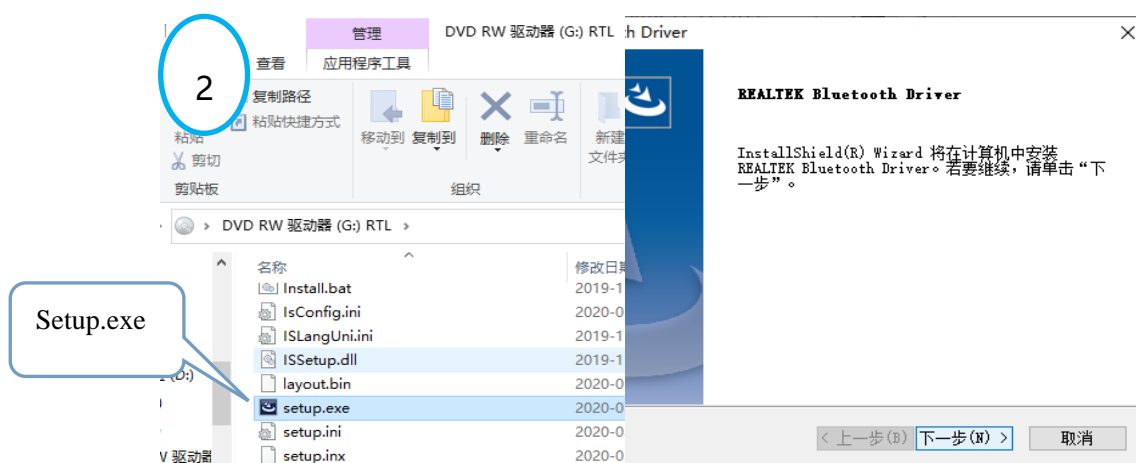 管理
DVD RW 驱动器 (G:) RTL
h Driver
2
查看
应用程序工具
复制路径
粘贴快捷方式
粘贴
剪切
移动到
复制到
删除
重命名
新建
文件夹
剪贴板
组织
DVD RW 驱动器 (G:) RTL
名称
修改日期
Install.bat
2019-1
IsConfig.ini
2020-0
ISLangUni.ini
2019-1
ISSetup.dll
2019-1
layout.bin
2020-0
setup.exe
2020-0
setup.ini
2020-0
setup.inx
2020-0
Setup.exe
(D:)
V 驱动器
REALTEK Bluetooth Driver
InstallShield(R) Wizard 将在计算机中安装
REALTEK Bluetooth Driver。若要继续，请单击“下
一步”。
< 上一步(B)
下一步(N) >
取消